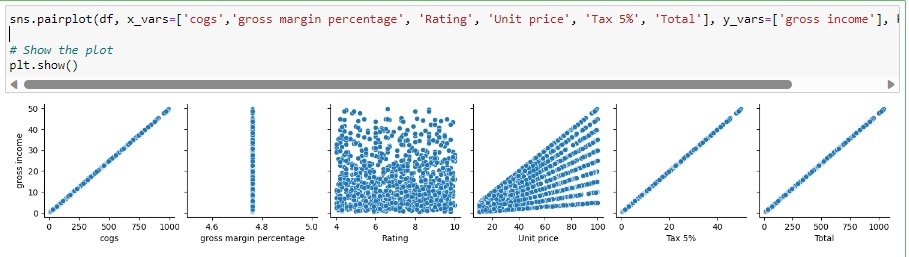 sns.pairplot(df, x_vars=['cogs','gross margin percentage', 'Rating', 'Unit price', 'Tax 5%', 'Total'], y_vars=['gross income'],
# Show the plot
plt.show()
50
40
30
20
10
0
gross income
0 250 500 750 1000
cogs
4.6 4.8 5.0
gross margin percentage
4 6 8 10
Rating
20 40 60 80 100
Unit price
0 20 40
Tax 5%
0 250 500 750 1000
Total